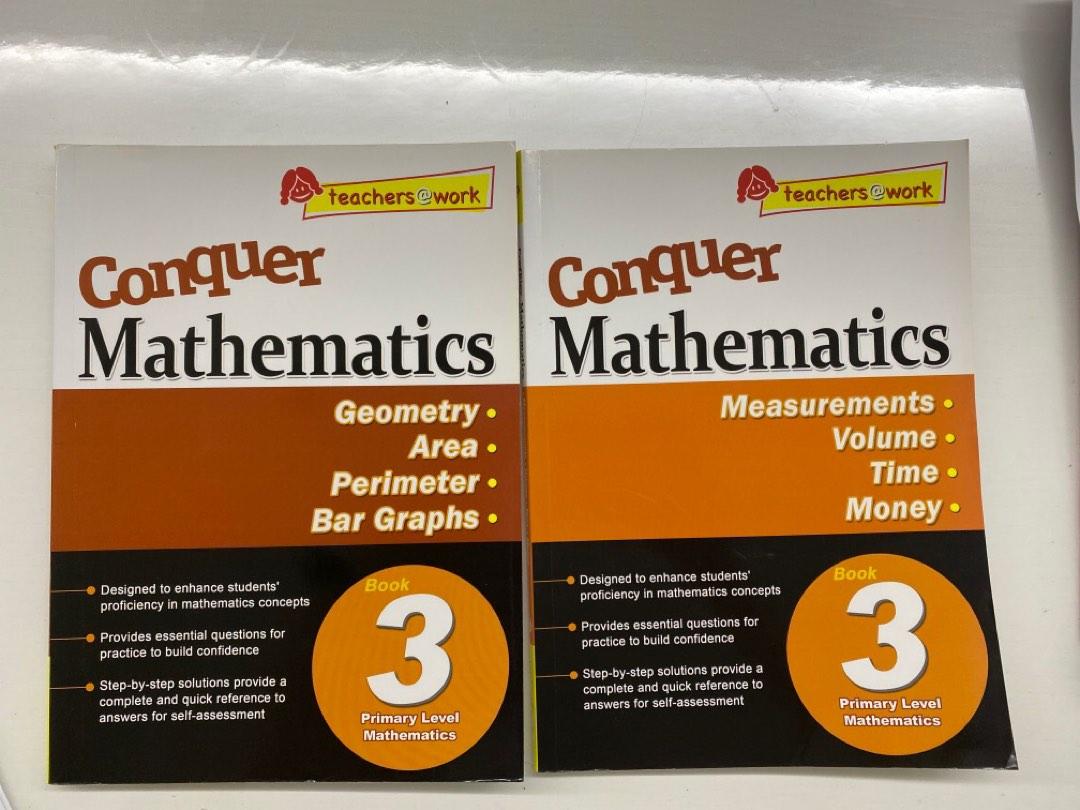 teachers@work
Conquer
Mathematics
Geometry •
Area •
Perimeter •
Bar Graphs •
Designed to enhance students'
proficiency in mathematics concepts
Provides essential questions for
practice to build confidence
Step-by-step solutions provide a
complete and quick reference to
answers for self-assessment
Book
3
Primary Level
Mathematics
teachers@work
Conquer
Mathematics
Measurements •
Volume •
Time •
Money •
Designed to enhance students'
proficiency in mathematics concepts
Provides essential questions for
practice to build confidence
Step-by-step solutions provide a
complete and quick reference to
answers for self-assessment
Book
3
Primary Level
Mathematics